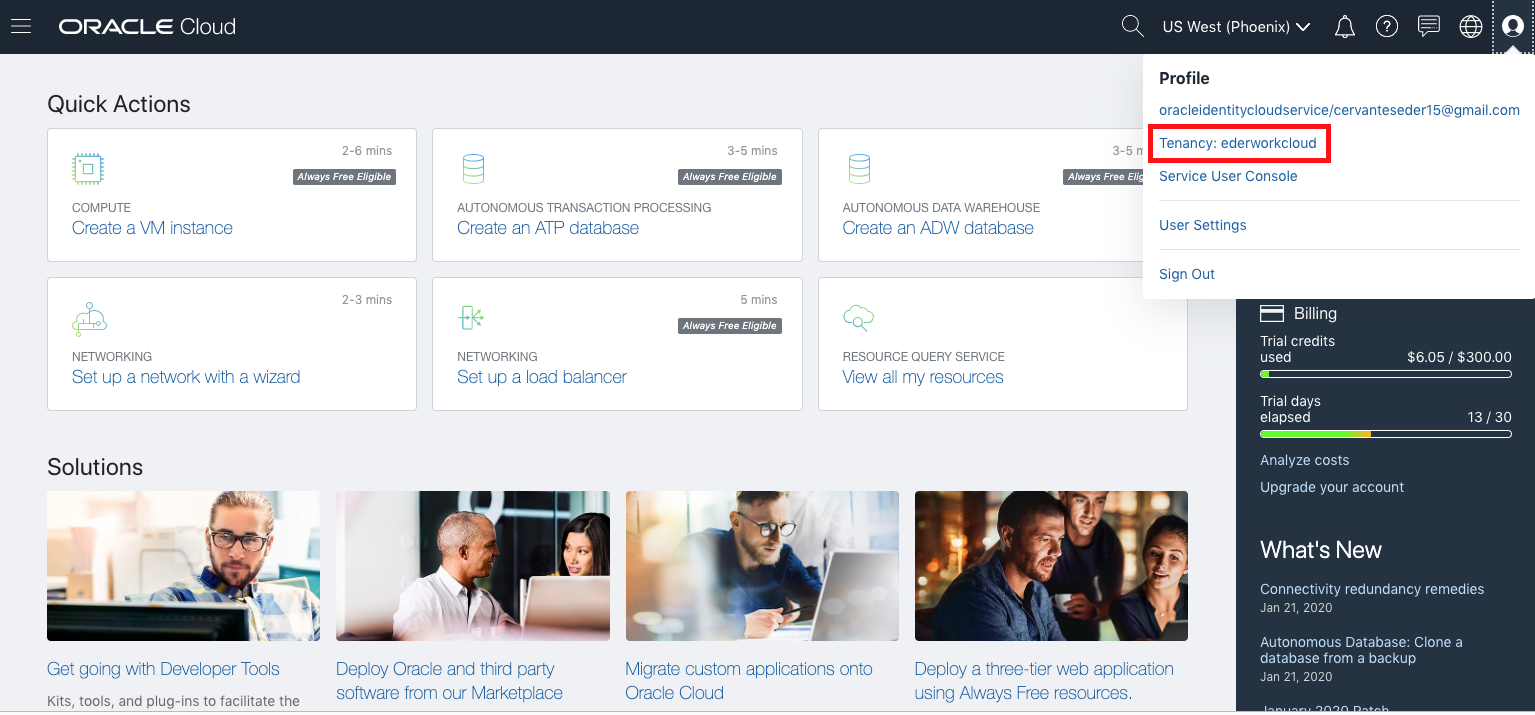 ORACLE Cloud
US West (Phoenix)
Profile
oracleidentitycloudservice/cervanteseder15@gmail.com
Tenancy: ederworkcloud
Service User Console
User Settings
Sign Out
Quick Actions
2-6 mins
Always Free Eligible
COMPUTE
Create a VM instance
3-5 mins
Always Free Eligible
AUTONOMOUS TRANSACTION PROCESSING
Create an ATP database
3-5 m
Always Free Elig
AUTONOMOUS DATA WAREHOUSE
Create an ADW database
2-3 mins
NETWORKING
Set up a network with a wizard
5 mins
Always Free Eligible
NETWORKING
Set up a load balancer
RESOURCE QUERY SERVICE
View all my resources
Billing
Trial credits
used
$6.05 / $300.00
Trial days
elapsed
13 / 30
Analyze costs
Upgrade your account
What's New
Connectivity redundancy remedies
Jan 21, 2020
Autonomous Database: Clone a
database from a backup
Jan 21, 2020
January 2020 Patch
Solutions
Get going with Developer Tools
Kits, tools, and plug-ins to facilitate the
Deploy Oracle and third party
software from our Marketplace
Migrate custom applications onto
Oracle Cloud
Deploy a three-tier web application
using Always Free resources.